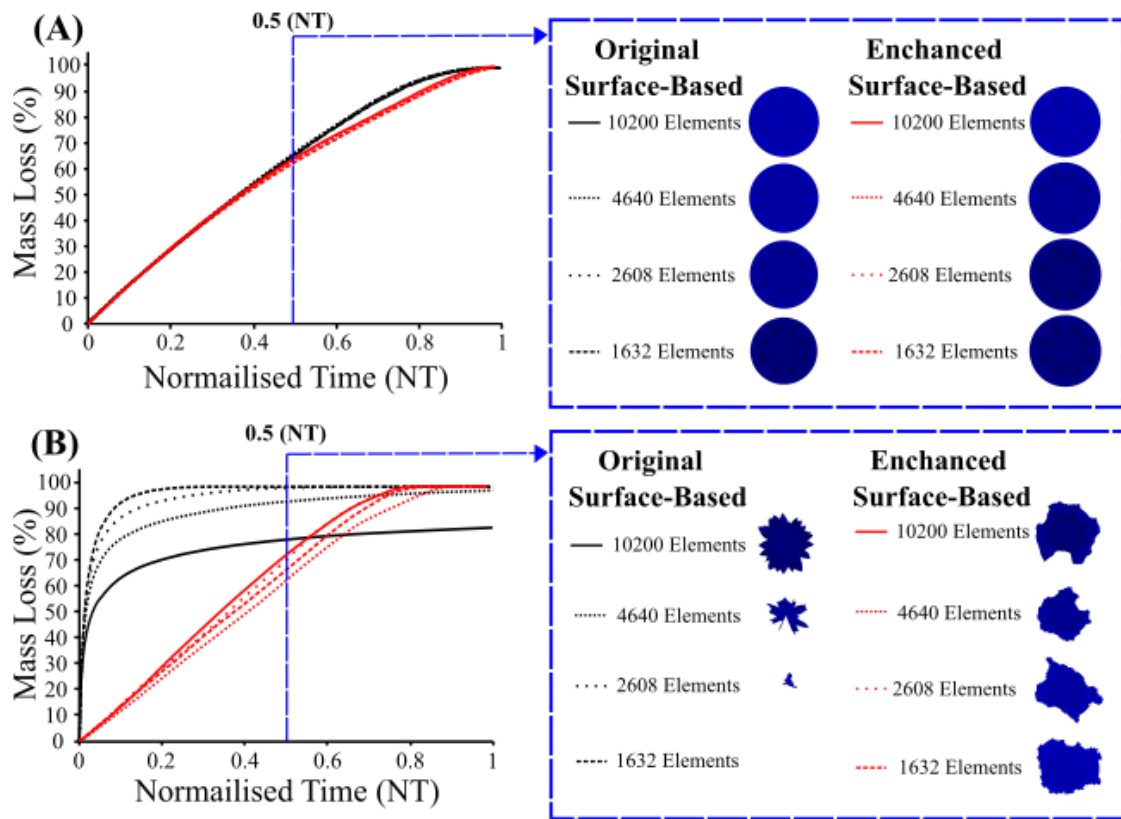 (A)
0.5 (NT)
100
90
80
70
60
50
40
30
20
10
0
Mass Loss (%)
0
0.2
0.4
0.6
0.8
1
Normailised Time (NT)
Original
Surface-Based
10200 Elements
4640 Elements
2608 Elements
1632 Elements
Enchanced
Surface-Based
10200 Elements
4640 Elements
2608 Elements
1632 Elements
(B)
0.5 (NT)
100
90
80
70
60
50
40
30
20
10
0
Mass Loss (%)
0
0.2
0.4
0.6
0.8
1
Normailised Time (NT)
Original
Surface-Based
10200 Elements
4640 Elements
2608 Elements
1632 Elements
Enchanced
Surface-Based
10200 Elements
4640 Elements
2608 Elements
1632 Elements